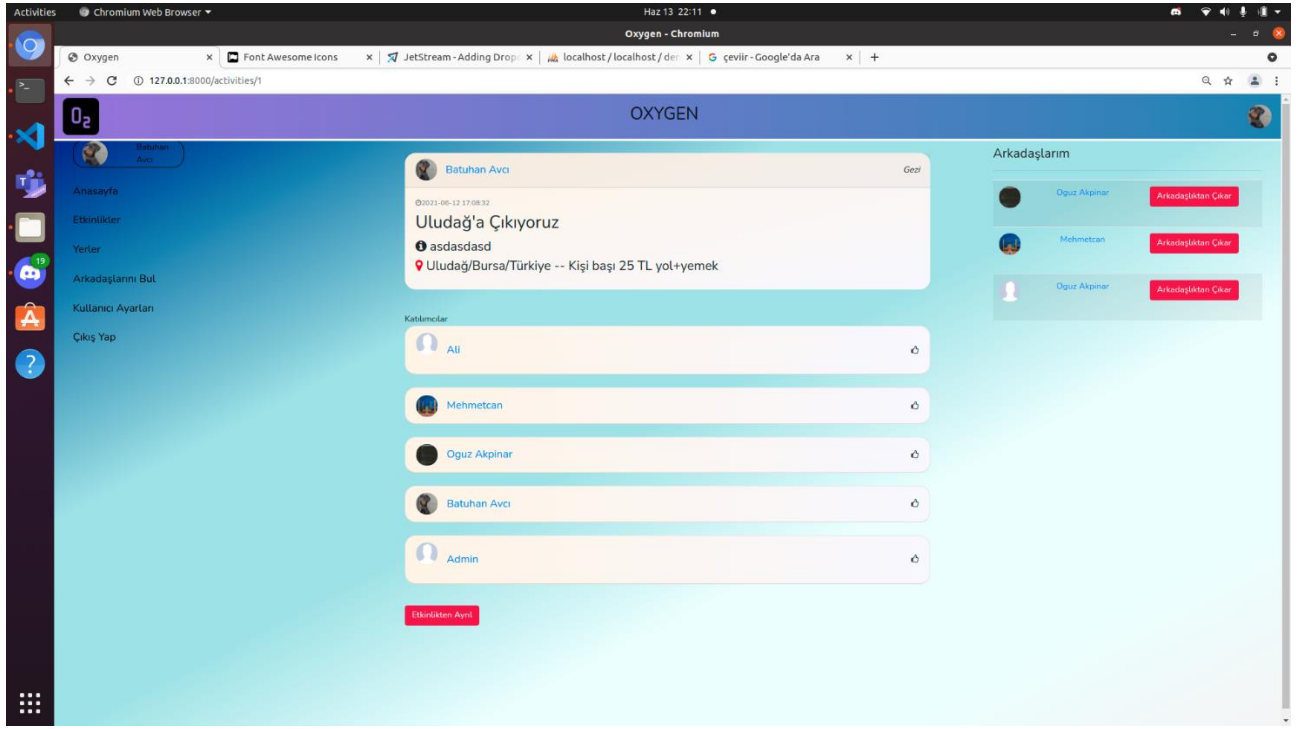 Activities Chromium Web Browser Haz 13 22:11
Oxygen - Chromium
Oxygen Font Awesome Icons JetStream - Adding Drop localhost / localhost / der çeviir - Google'da Ara
127.0.0.1:8000/activities/1
O2 OXYGEN
Batuhan
Avcı
Anasayfa
Etkinlikler
Yerler
Arkadaşlarını Bul
Kullanıcı Ayarları
Çıkış Yap
19
Batuhan Avcı Gezi
2021-06-12 17:08:32
Uludağ'a Çıkıyoruz
asdasdasd
Uludağ/Bursa/Türkiye -- Kişi başı 25 TL yol+yemek
Katılımcılar
Ali
Mehmetcan
Oguz Akpinar
Batuhan Avcı
Admin
Etkinlikten Ayrıl
Arkadaşlarım
Oguz Akpinar Arkadaşlıktan Çıkar
Mehmetcan Arkadaşlıktan Çıkar
Oguz Akpinar Arkadaşlıktan Çıkar